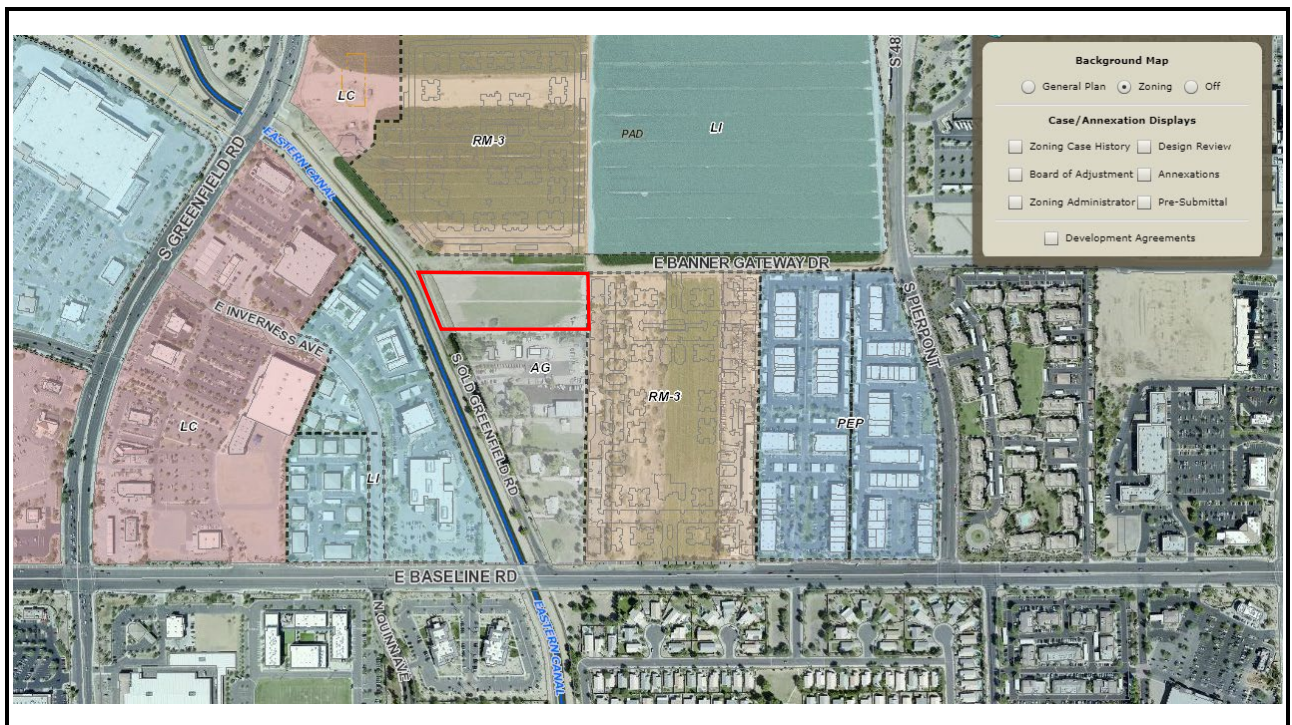 Background Map
General Plan
Zoning
Off
Case/Annexation Displays
Zoning Case History
Design Review
Board of Adjustment
Annexations
Zoning Administrator
Pre-Submittal
Development Agreements
S 48
LC
RM-3
PAD
LI
EASTERN CANAL
S GREENFIELD RD
E BANNER GATEWAY DR
E INVERNESS AVE
S PIERPONT
S OLD GREENFIELD RD
AG
RM-3
PEP
LC
LI
E BASELINE RD
N QUINN AVE
EASTERN CANAL